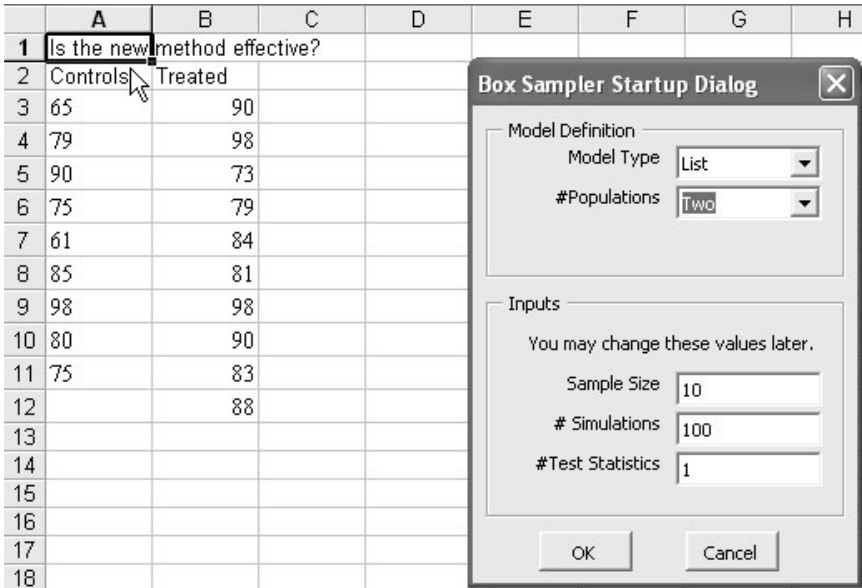 A B C D E F G H
1 Is the new method effective?
2 Controls Treated
3 65 90
4 79 98
5 90 73
6 75 79
7 61 84
8 85 81
9 98 98
10 80 90
11 75 83
12 88
13
14
15
16
17
18
Box Sampler Startup Dialog
Model Definition
Model Type List
#Populations Two
Inputs
You may change these values later.
Sample Size 10
# Simulations 100
#Test Statistics 1
OK Cancel